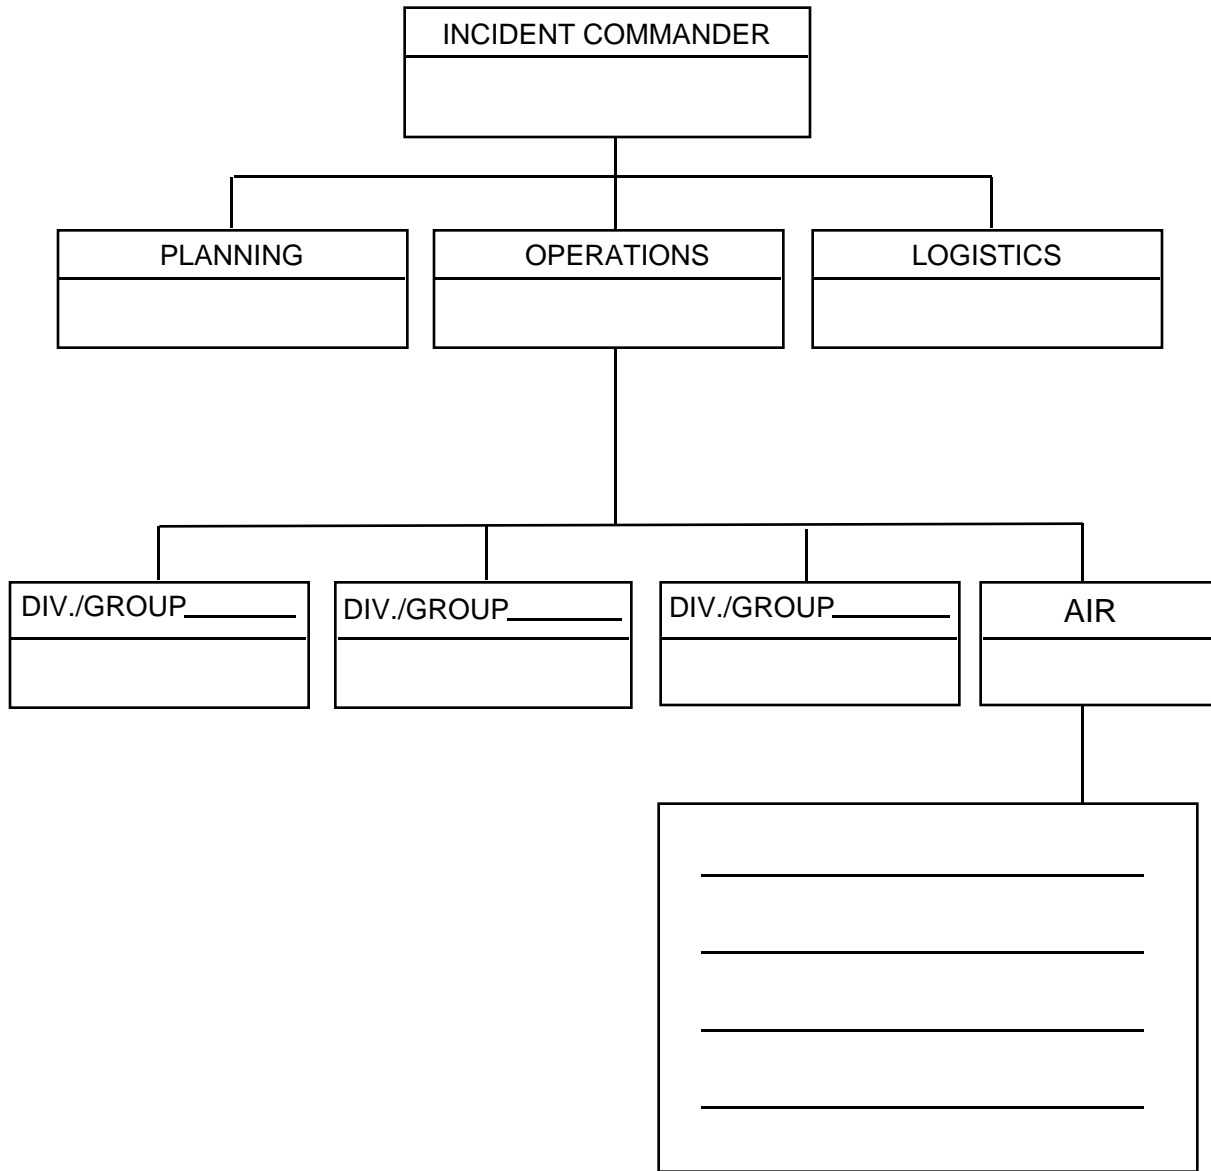 INCIDENT COMMANDER
PLANNING
OPERATIONS
LOGISTICS
DIV./GROUP
DIV./GROUP
DIV./GROUP
AIR